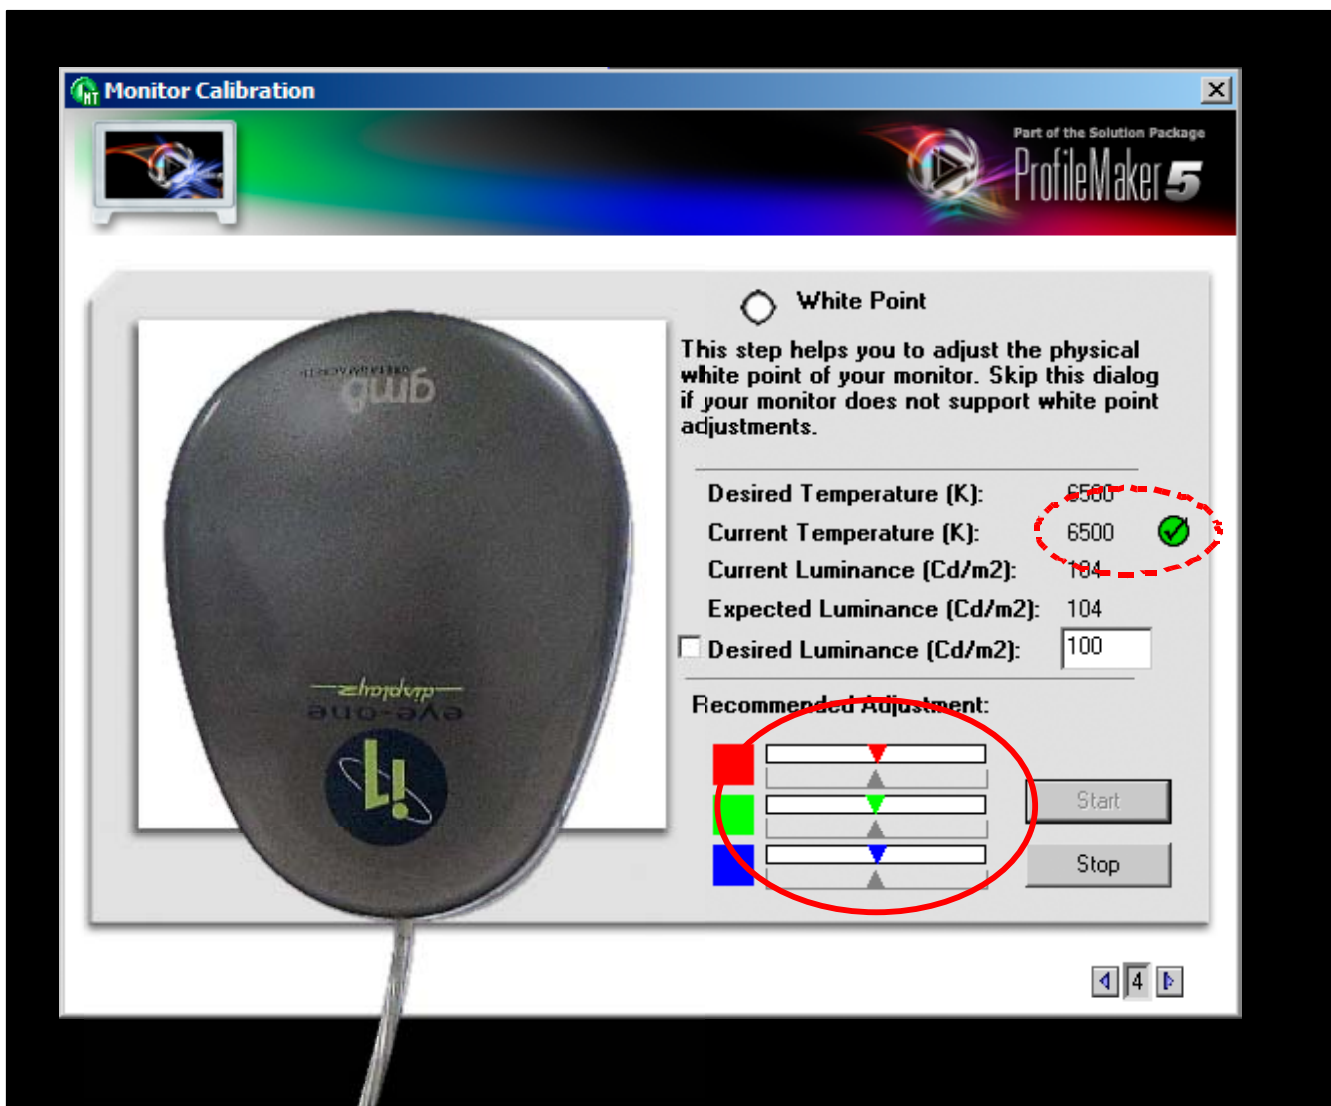 MT Monitor Calibration
Part of the Solution Package
ProfileMaker 5
White Point
This step helps you to adjust the physical
white point of your monitor. Skip this dialog
if your monitor does not support white point
adjustments.
Desired Temperature (K): 6500
Current Temperature (K): 6500
Current Luminance (Cd/m2): 104
Expected Luminance (Cd/m2): 104
Desired Luminance (Cd/m2): 100
Recommended Adjustment:
Start
Stop
4
gmb
eye-one
display2
i1